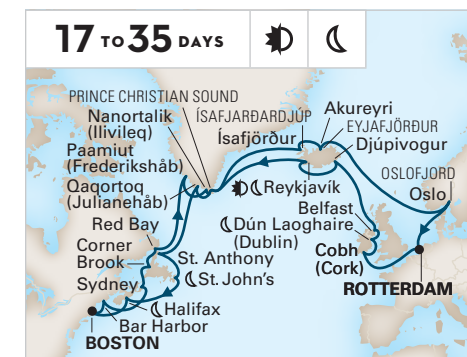 17 TO 35 DAYS
PRINCE CHRISTIAN SOUND
Nanortalik
(Illivileq)
Paamiut
(Frederikshåb)
Qaqortoq
(Julianehåb)
Red Bay
Corner
Brook
Sydney
St. Anthony
St. John's
Halifax
Bar Harbor
BOSTON
ÍSAFJARÐARDJÚP
Ísafjörður
Akureyri
EYJAFJÖRÐUR
Djúpivogur
Reykjavík
OSLOFJORD
Oslo
Belfast
Dún Laoghaire
(Dublin)
Cobh
(Cork)
ROTTERDAM